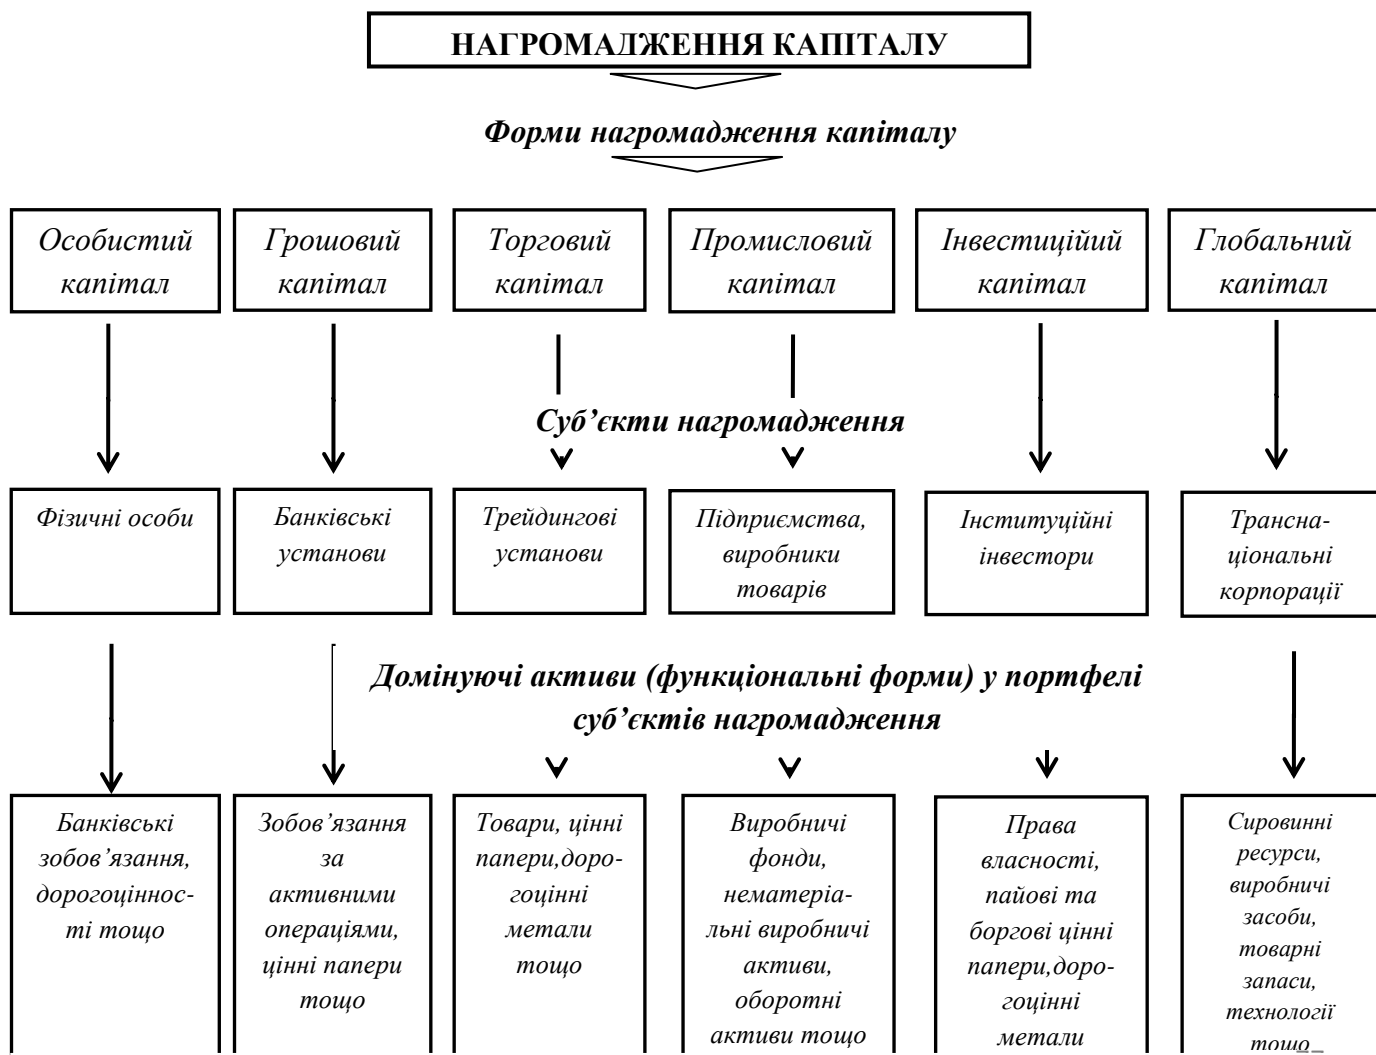 НАГРОМАДЖЕННЯ КАПІТАЛУ
Форми нагромадження капіталу
Особистий
капітал
Грошовий
капітал
Торговий
капітал
Промисловий
капітал
Інвестиційий
капітал
Глобальний
капітал
Суб’єкти нагромадження
Фізичні особи
Банківські
установи
Трейдингові
установи
Підприємства,
виробники
товарів
Інституційні
інвестори
Трансна-
ціональні
корпорації
Домінуючі активи (функціональні форми) у портфелі
суб’єктів нагромадження
Банківські
зобов’язання,
дорогоціннос-
ті тощо
Зобов’язання
за
активними
операціями,
цінні папери
тощо
Товари, цінні
папери,доро-
гоцінні
метали
тощо
Виробничі
фонди,
нематеріа-
льні виробничі
активи,
оборотні
активи тощо
Права
власності,
пайові та
боргові цінні
папери,доро-
гоцінні
метали
Сировинні
ресурси,
виробничі
засоби,
товарні
запаси,
технології
тощо